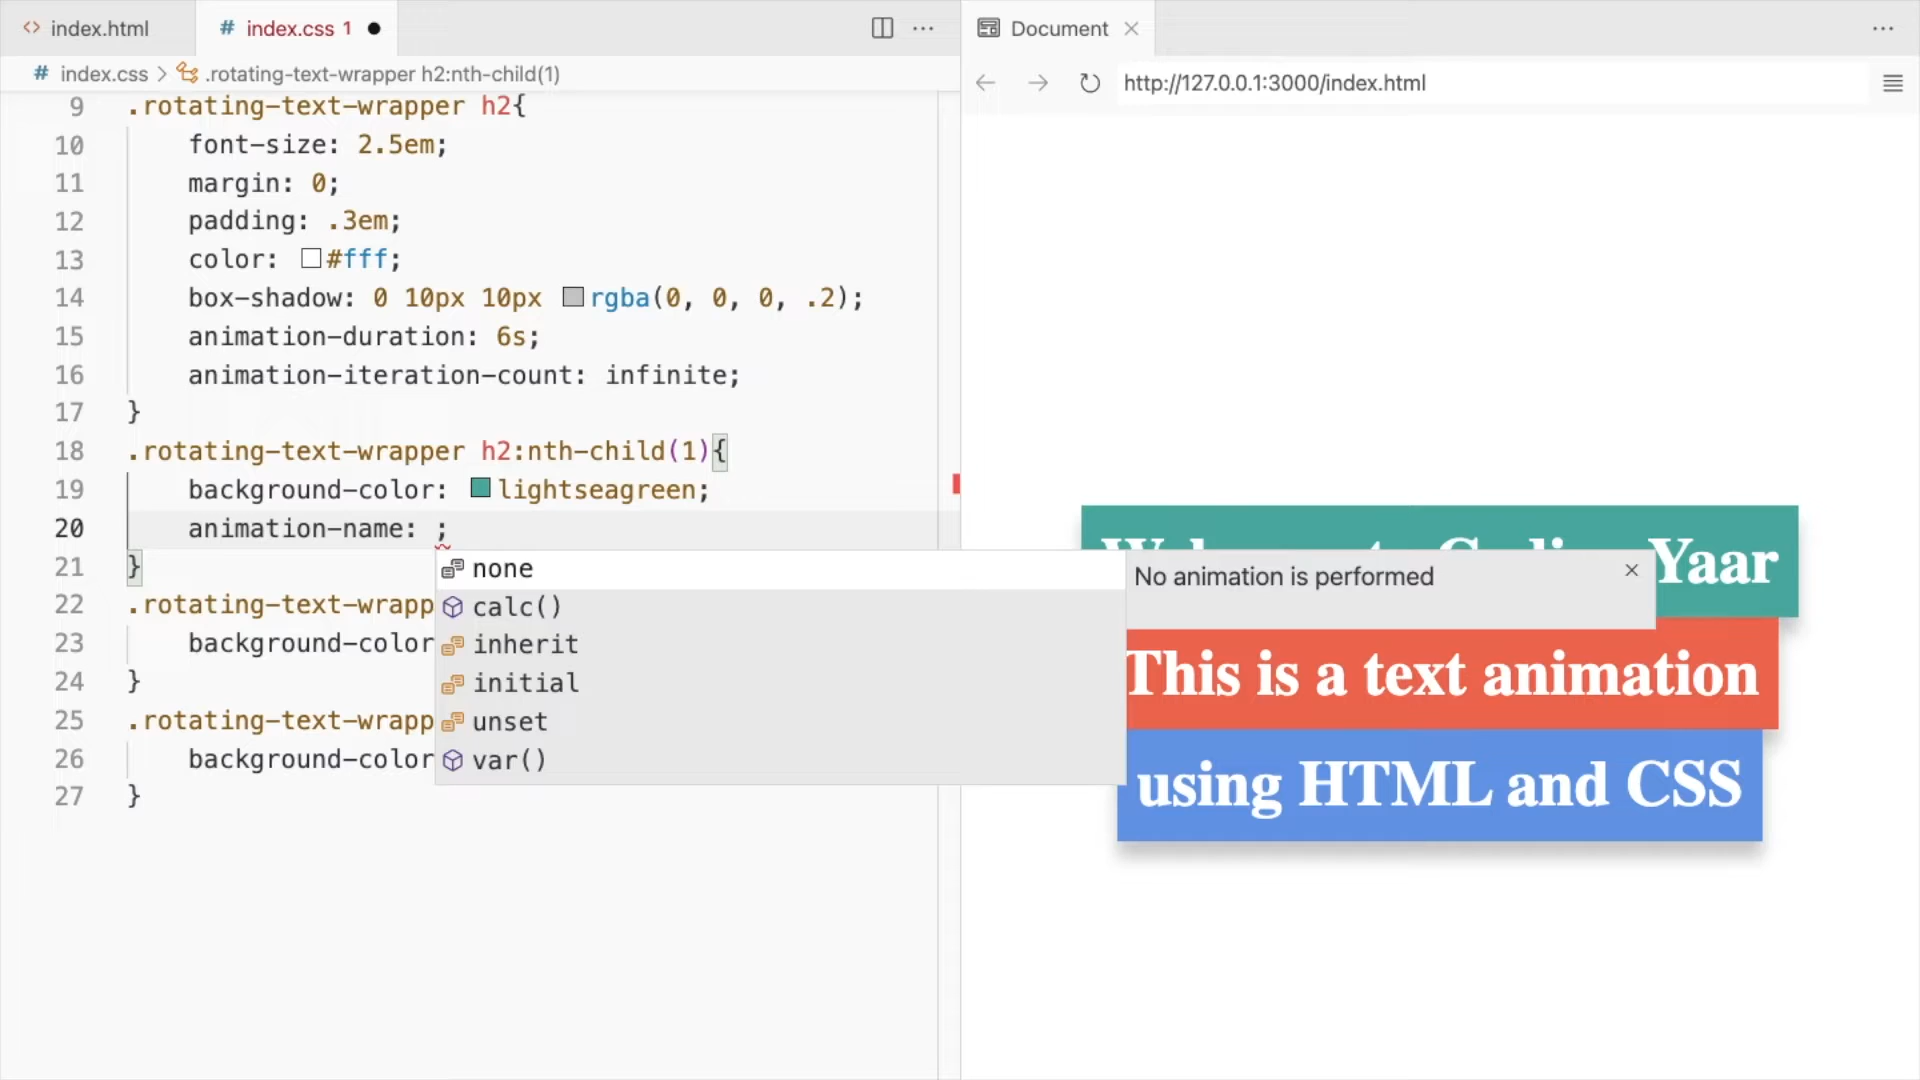 index.html
index.css 1
Document
index.css > .rotating-text-wrapper h2:nth-child(1)
http://127.0.0.1:3000/index.html
9 .rotating-text-wrapper h2{
10 font-size: 2.5em;
11 margin: 0;
12 padding: .3em;
13 color: #fff;
14 box-shadow: 0 10px 10px rgba(0, 0, 0, .2);
15 animation-duration: 6s;
16 animation-iteration-count: infinite;
17 }
18 .rotating-text-wrapper h2:nth-child(1){
19 background-color: lightseagreen;
20 animation-name: ;
21 }
22 .rotating-text-wrapp
23 background-color
24 }
25 .rotating-text-wrapp
26 background-color
27 }
none
calc()
inherit
initial
unset
var()
No animation is performed
Yaar
This is a text animation
using HTML and CSS